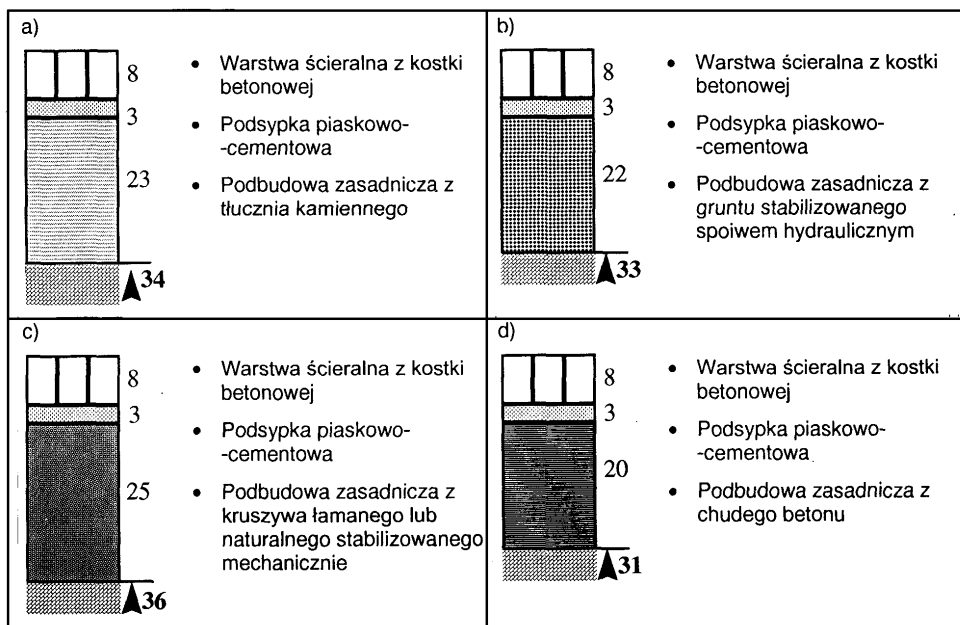 a)
8
3
23
34
• Warstwa ścieralna z kostki
betonowej
• Podsypka piaskowo-
-cementowa
• Podbudowa zasadnicza z
tłucznia kamiennego
b)
8
3
22
33
• Warstwa ścieralna z kostki
betonowej
• Podsypka piaskowo-
-cementowa
• Podbudowa zasadnicza z
gruntu stabilizowanego
spoiwem hydraulicznym
c)
8
3
25
36
• Warstwa ścieralna z kostki
betonowej
• Podsypka piaskowo-
-cementowa
• Podbudowa zasadnicza z
kruszywa łamanego lub
naturalnego stabilizowanego
mechanicznie
d)
8
3
20
31
• Warstwa ścieralna z kostki
betonowej
• Podsypka piaskowo-
-cementowa
• Podbudowa zasadnicza z
chudego betonu